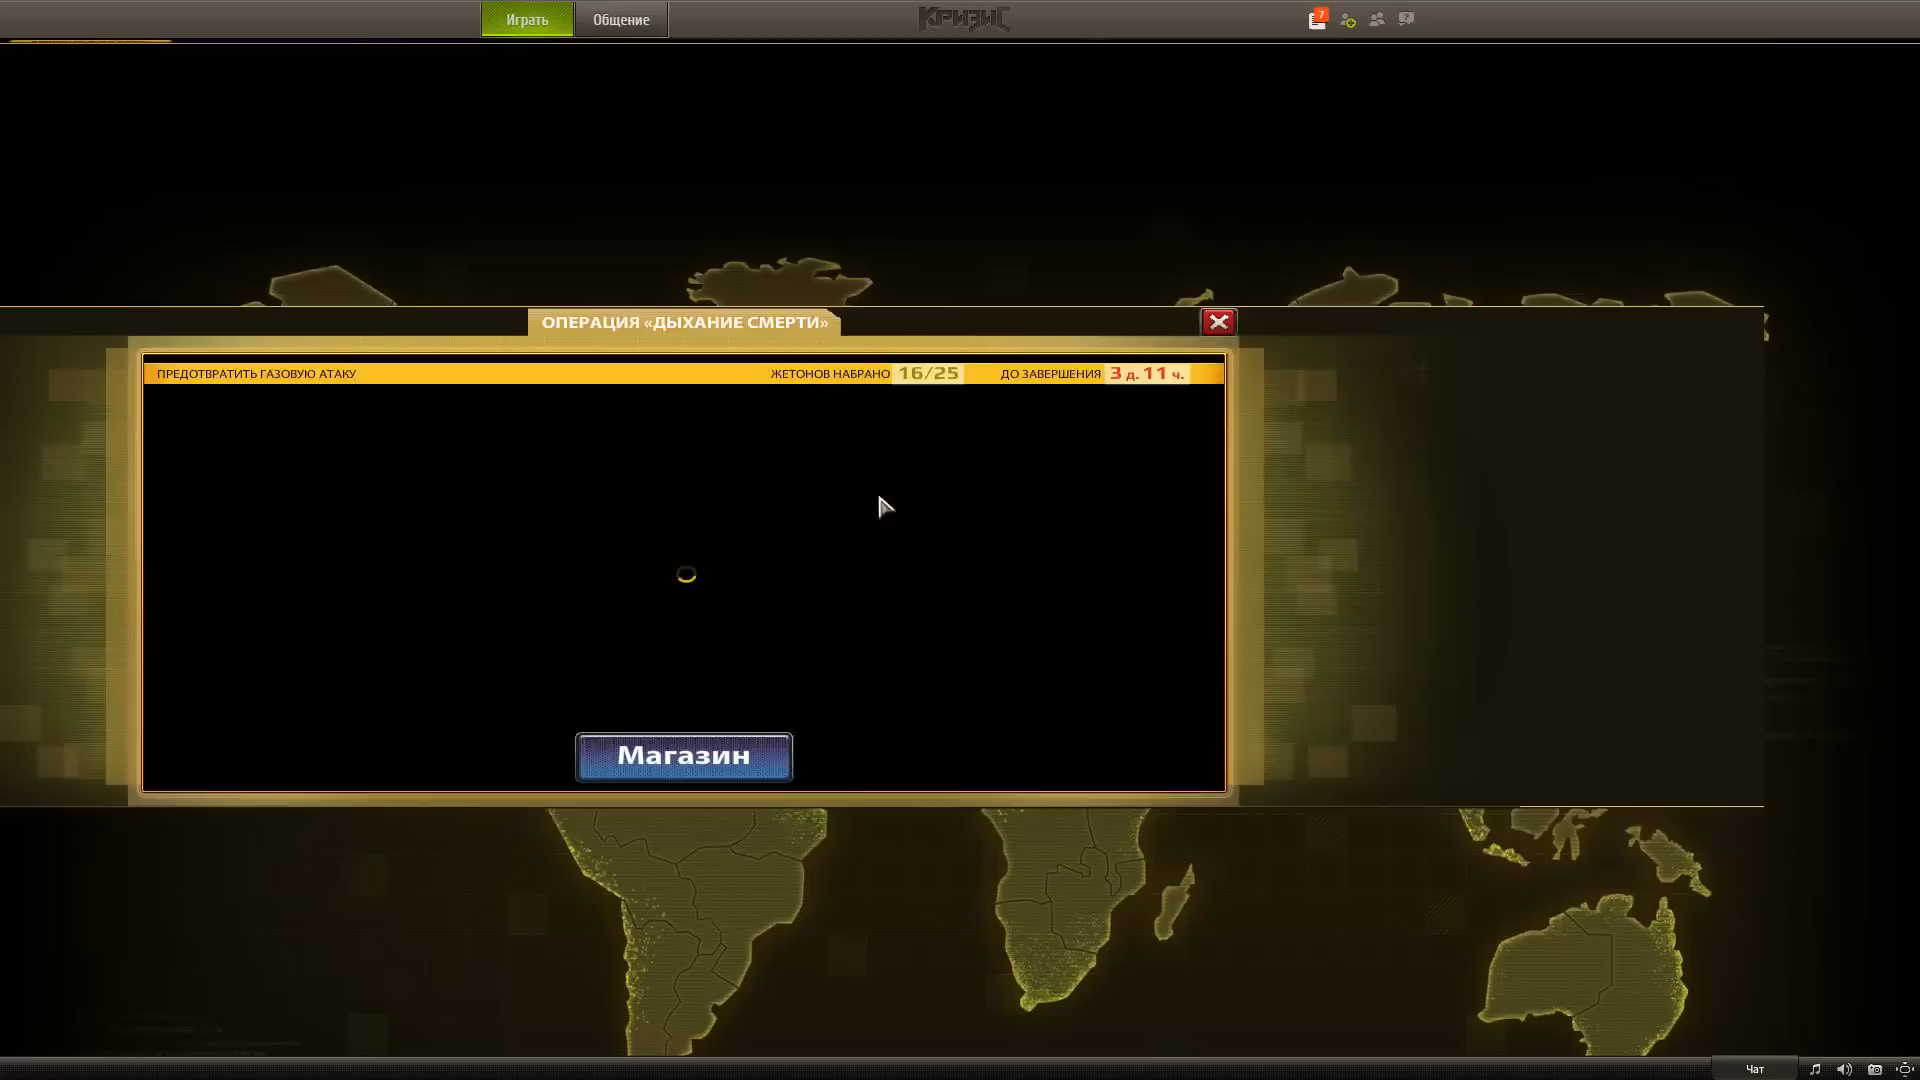 Играть
Общение
КРИЗИС
7
ОПЕРАЦИЯ «ДЫХАНИЕ СМЕРТИ»
ПРЕДОТВРАТИТЬ ГАЗОВУЮ АТАКУ
ЖЕТОНОВ НАБРАНО 16/25
ДО ЗАВЕРШЕНИЯ 3 д. 11 ч.
Магазин
Чат